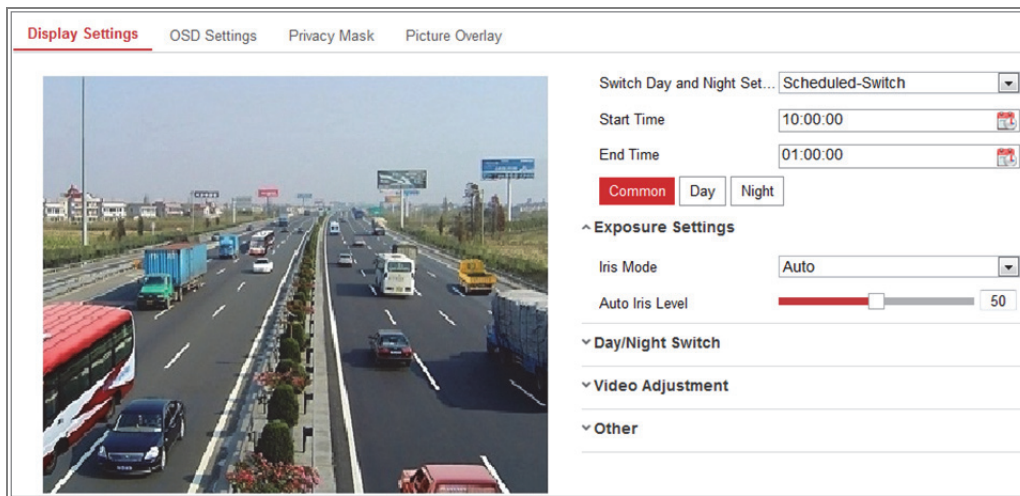 Display Settings OSD Settings Privacy Mask Picture Overlay
Switch Day and Night Set... Scheduled-Switch
Start Time 10:00:00
End Time 01:00:00
Common Day Night
Exposure Settings
Iris Mode Auto
Auto Iris Level 50
Day/Night Switch
Video Adjustment
Other